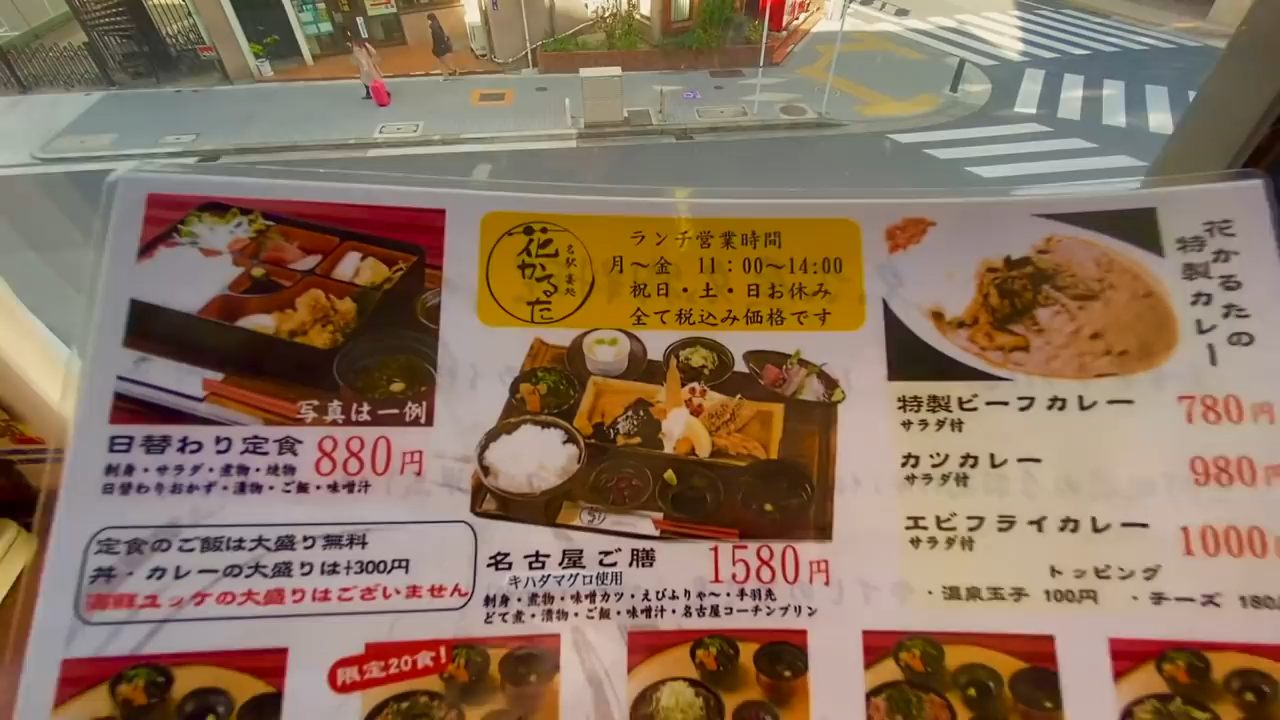 花かるた
名駅宴処
ランチ営業時間
月～金 11：00～14:00
祝日・土・日お休み
全て税込み価格です
花かるたの
特製カレー
写真は一例
日替わり定食 880円
刺身・サラダ・煮物・焼物
日替わりおかず・漬物・ご飯・味噌汁
定食のご飯は大盛り無料
丼・カレーの大盛りは+300円
海鮮ユッケの大盛りはございません
名古屋ご膳 1580円
キハダマグロ使用
刺身・煮物・味噌カツ・えびふりゃ～・手羽先
どて煮・漬物・ご飯・味噌汁・名古屋コーチンプリン
特製ビーフカレー 780円
サラダ付
カツカレー 980円
サラダ付
エビフライカレー 1000
サラダ付
トッピング
・温泉玉子 100円 ・チーズ 180
限定20食！